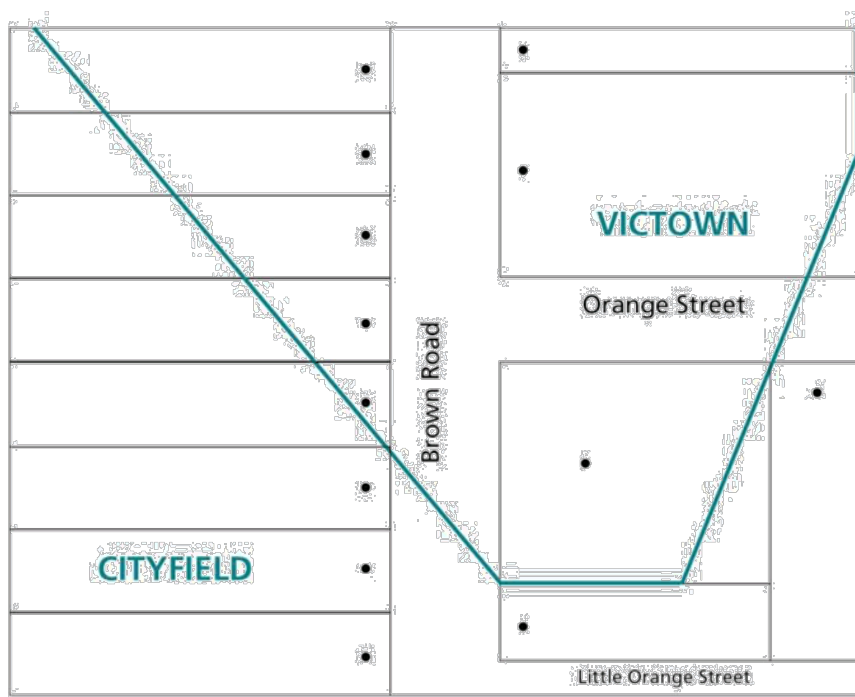 VICTOWN
Orange Street
Brown Road
CITYFIELD
Little Orange Street